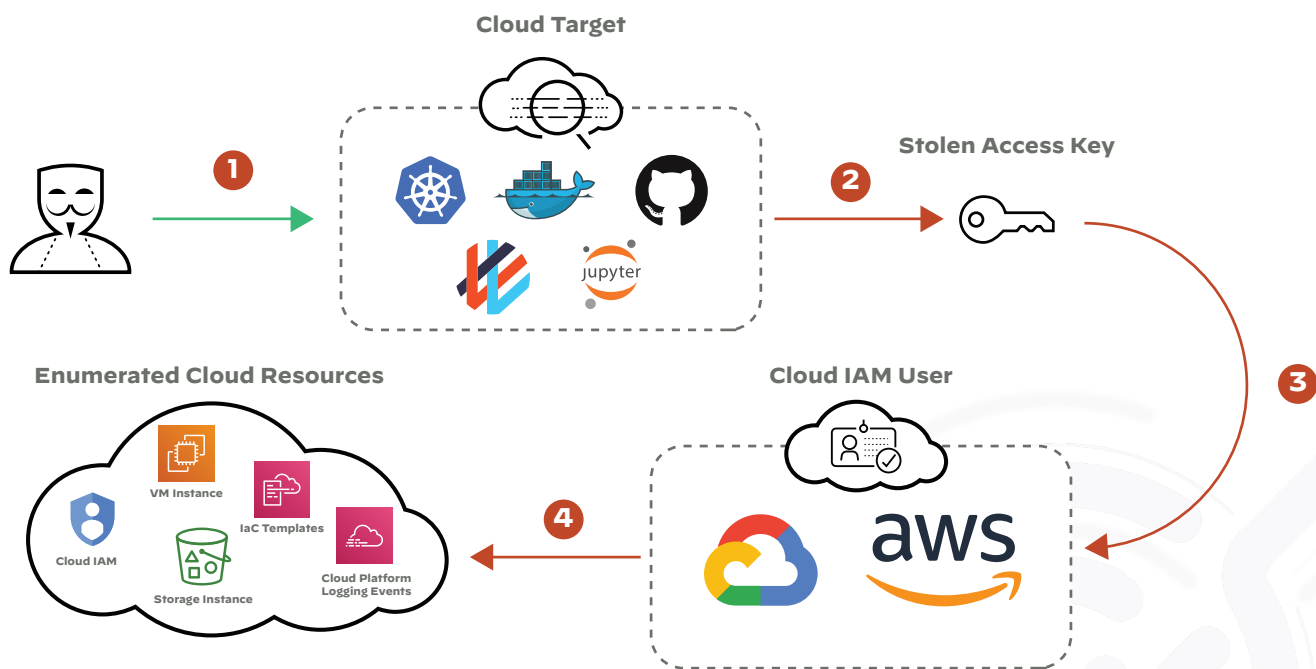 Cloud Target
1
2
Stolen Access Key
jupyter
Enumerated Cloud Resources
Cloud IAM User
3
VM Instance
IaC Templates
4
aws
Cloud IAM
Storage Instance
Cloud Platform
Logging Events